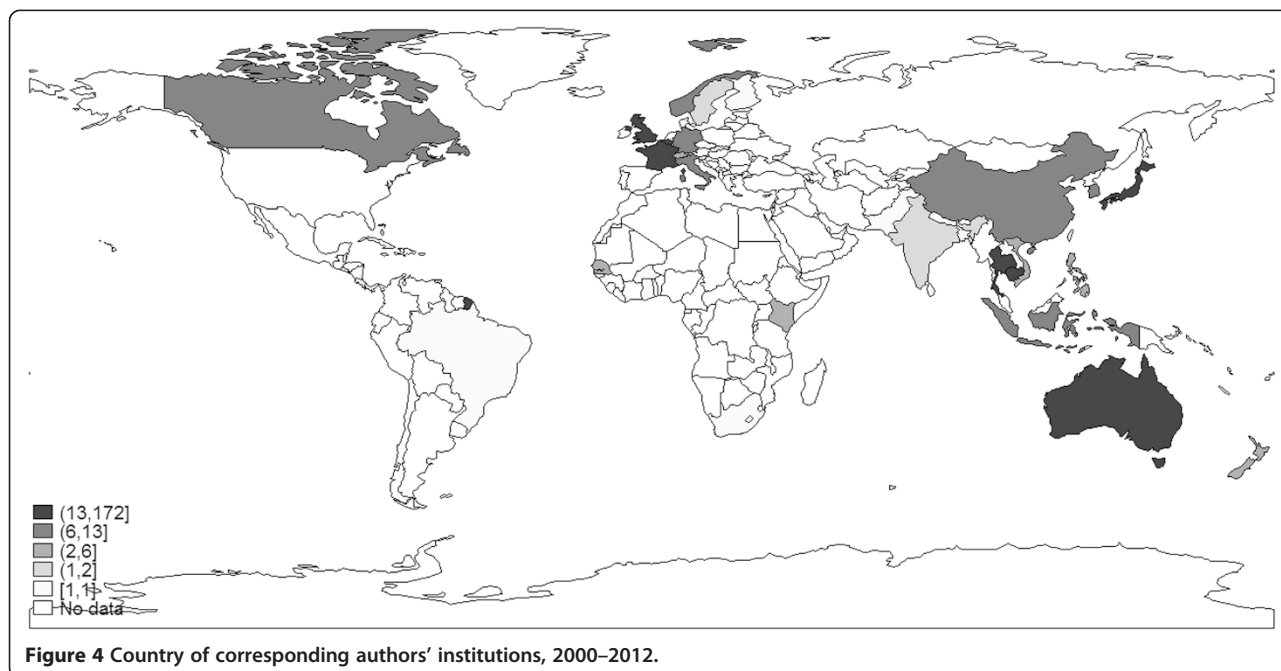 (13,172]
(6,13]
(2,6]
(1,2]
[1,1]
No data
Figure 4 Country of corresponding authors’ institutions, 2000–2012.